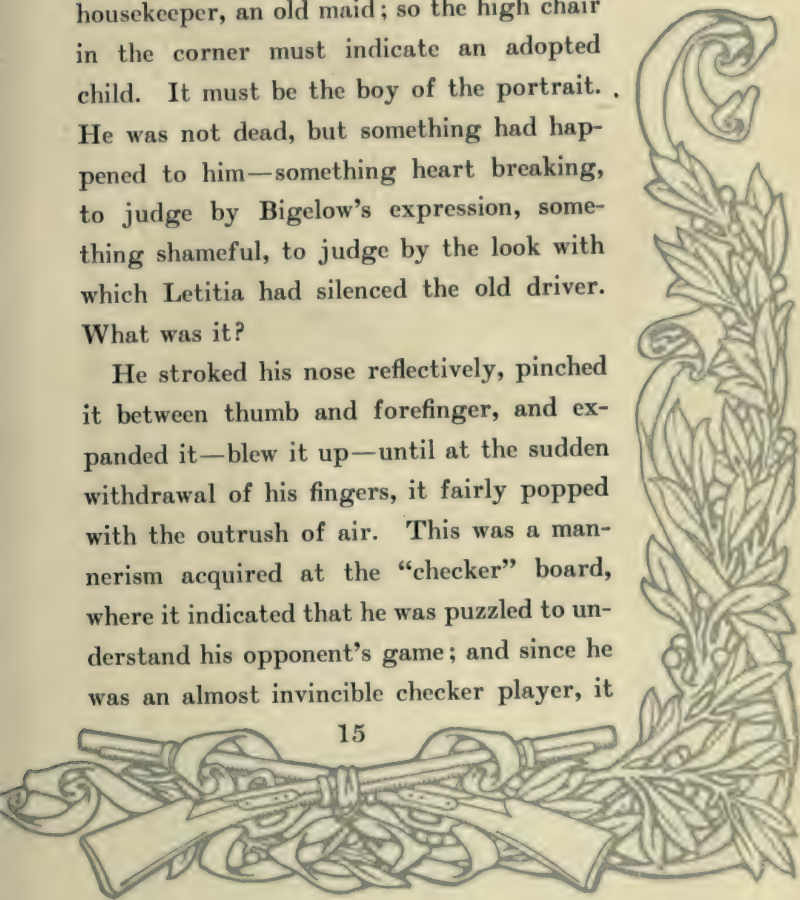 housekeeper, an old maid; so the high chair
in the corner must indicate an adopted
child. It must be the boy of the portrait.
He was not dead, but something had hap-
pened to him—something heart breaking,
to judge by Bigelow's expression, some-
thing shameful, to judge by the look with
which Letitia had silenced the old driver.
What was it?
He stroked his nose reflectively, pinched
it between thumb and forefinger, and ex-
panded it—blew it up—until at the sudden
withdrawal of his fingers, it fairly popped
with the outrush of air. This was a man-
nerism acquired at the “checker” board,
where it indicated that he was puzzled to un-
derstand his opponent's game; and since he
was an almost invincible checker player, it
15